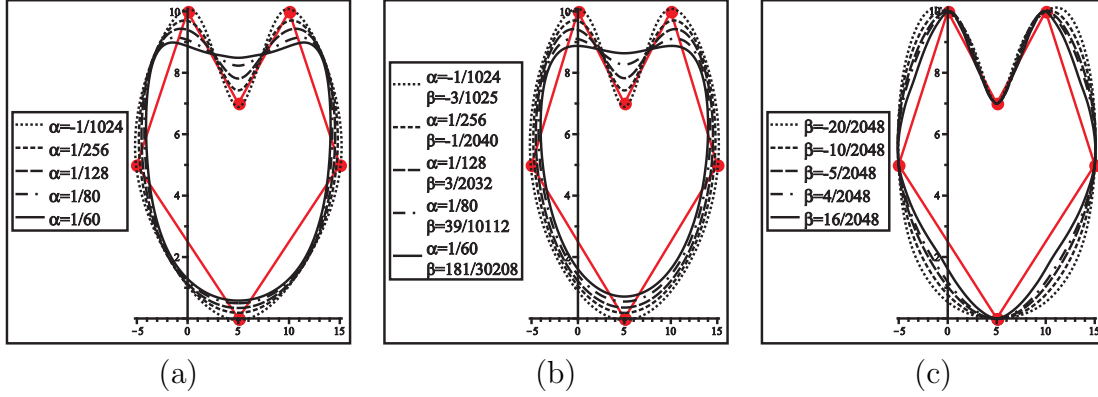 10
8
6
4
2
-5 0 5 10 15
α=-1/1024
α=1/256
α=1/128
α=1/80
α=1/60
(a)
10
8
6
4
2
-5 0 5 10 15
α=-1/1024
β=-3/1025
α=1/256
β=-1/2040
α=1/128
β=3/2032
α=1/80
β=39/10112
α=1/60
β=181/30208
(b)
10
8
6
4
2
-5 0 5 10 15
β=-20/2048
β=-10/2048
β=-5/2048
β=4/2048
β=16/2048
(c)